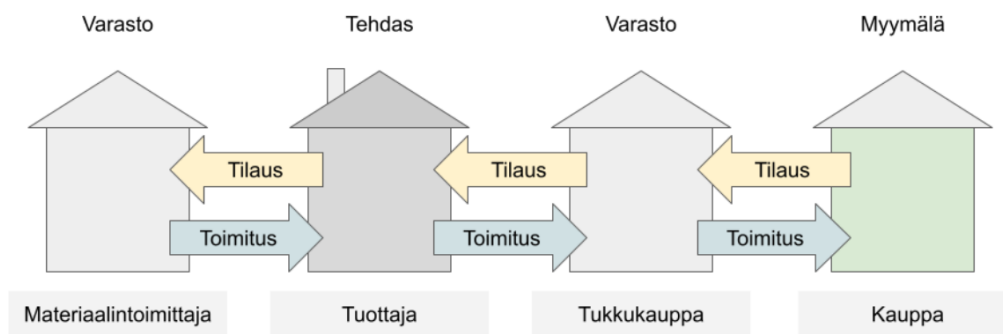 Varasto
Tehdas
Varasto
Myymälä
Tilaus
Tilaus
Tilaus
Toimitus
Toimitus
Toimitus
Materiaalintoimittaja
Tuottaja
Tukkukauppa
Kauppa